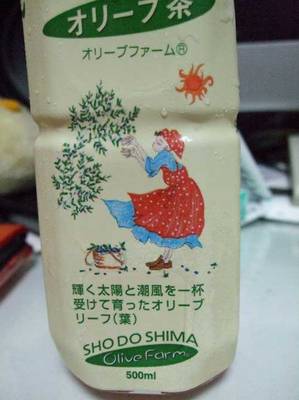 オリーブ茶
オリーブファーム®
輝く太陽と潮風を一杯
受けて育ったオリーブ
リーフ(葉)
SHO DO SHIMA
Olive Farm®
500ml